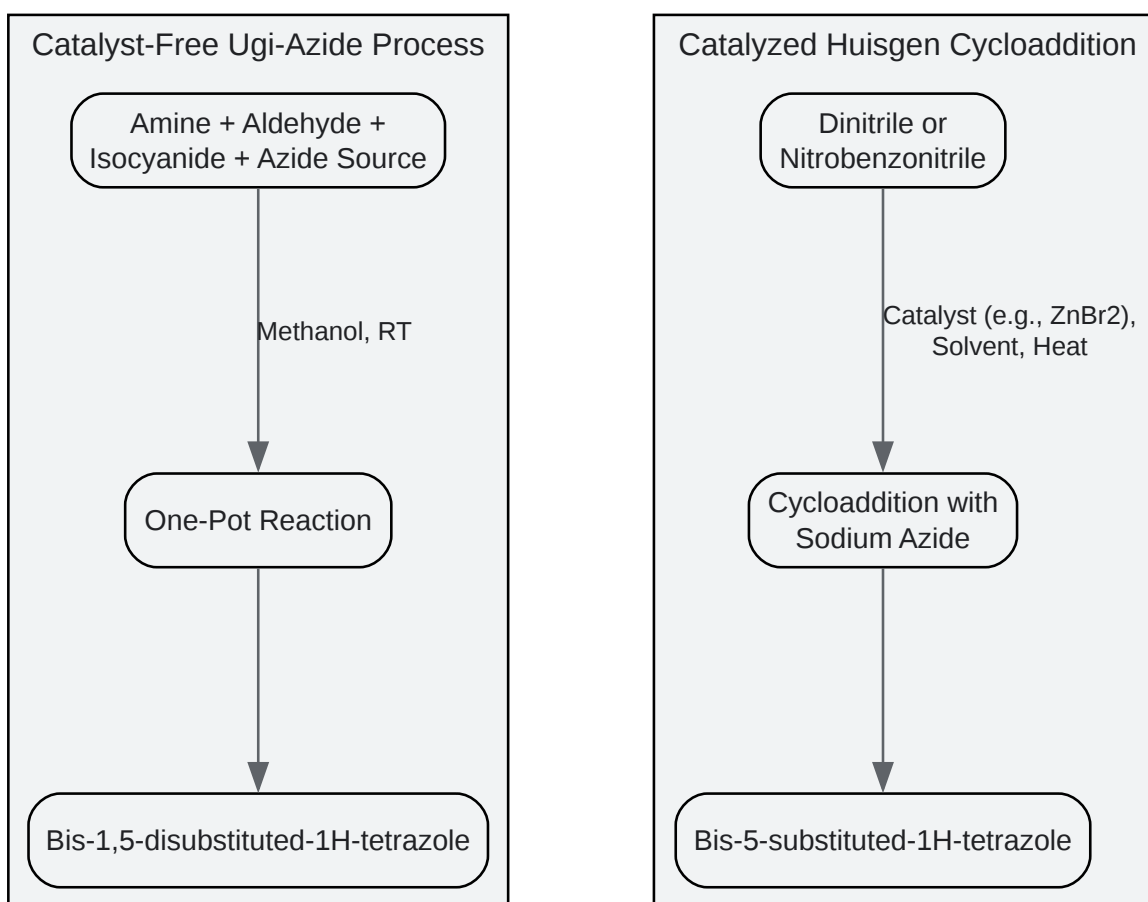 Catalyst-Free Ugi-Azide Process
Amine + Aldehyde +
Isocyanide + Azide Source
Methanol, RT
One-Pot Reaction
Bis-1,5-disubstituted-1H-tetrazole
Catalyzed Huisgen Cycloaddition
Dinitrile or
Nitrobenzonitrile
Catalyst (e.g., ZnBr2),
Solvent, Heat
Cycloaddition with
Sodium Azide
Bis-5-substituted-1H-tetrazole